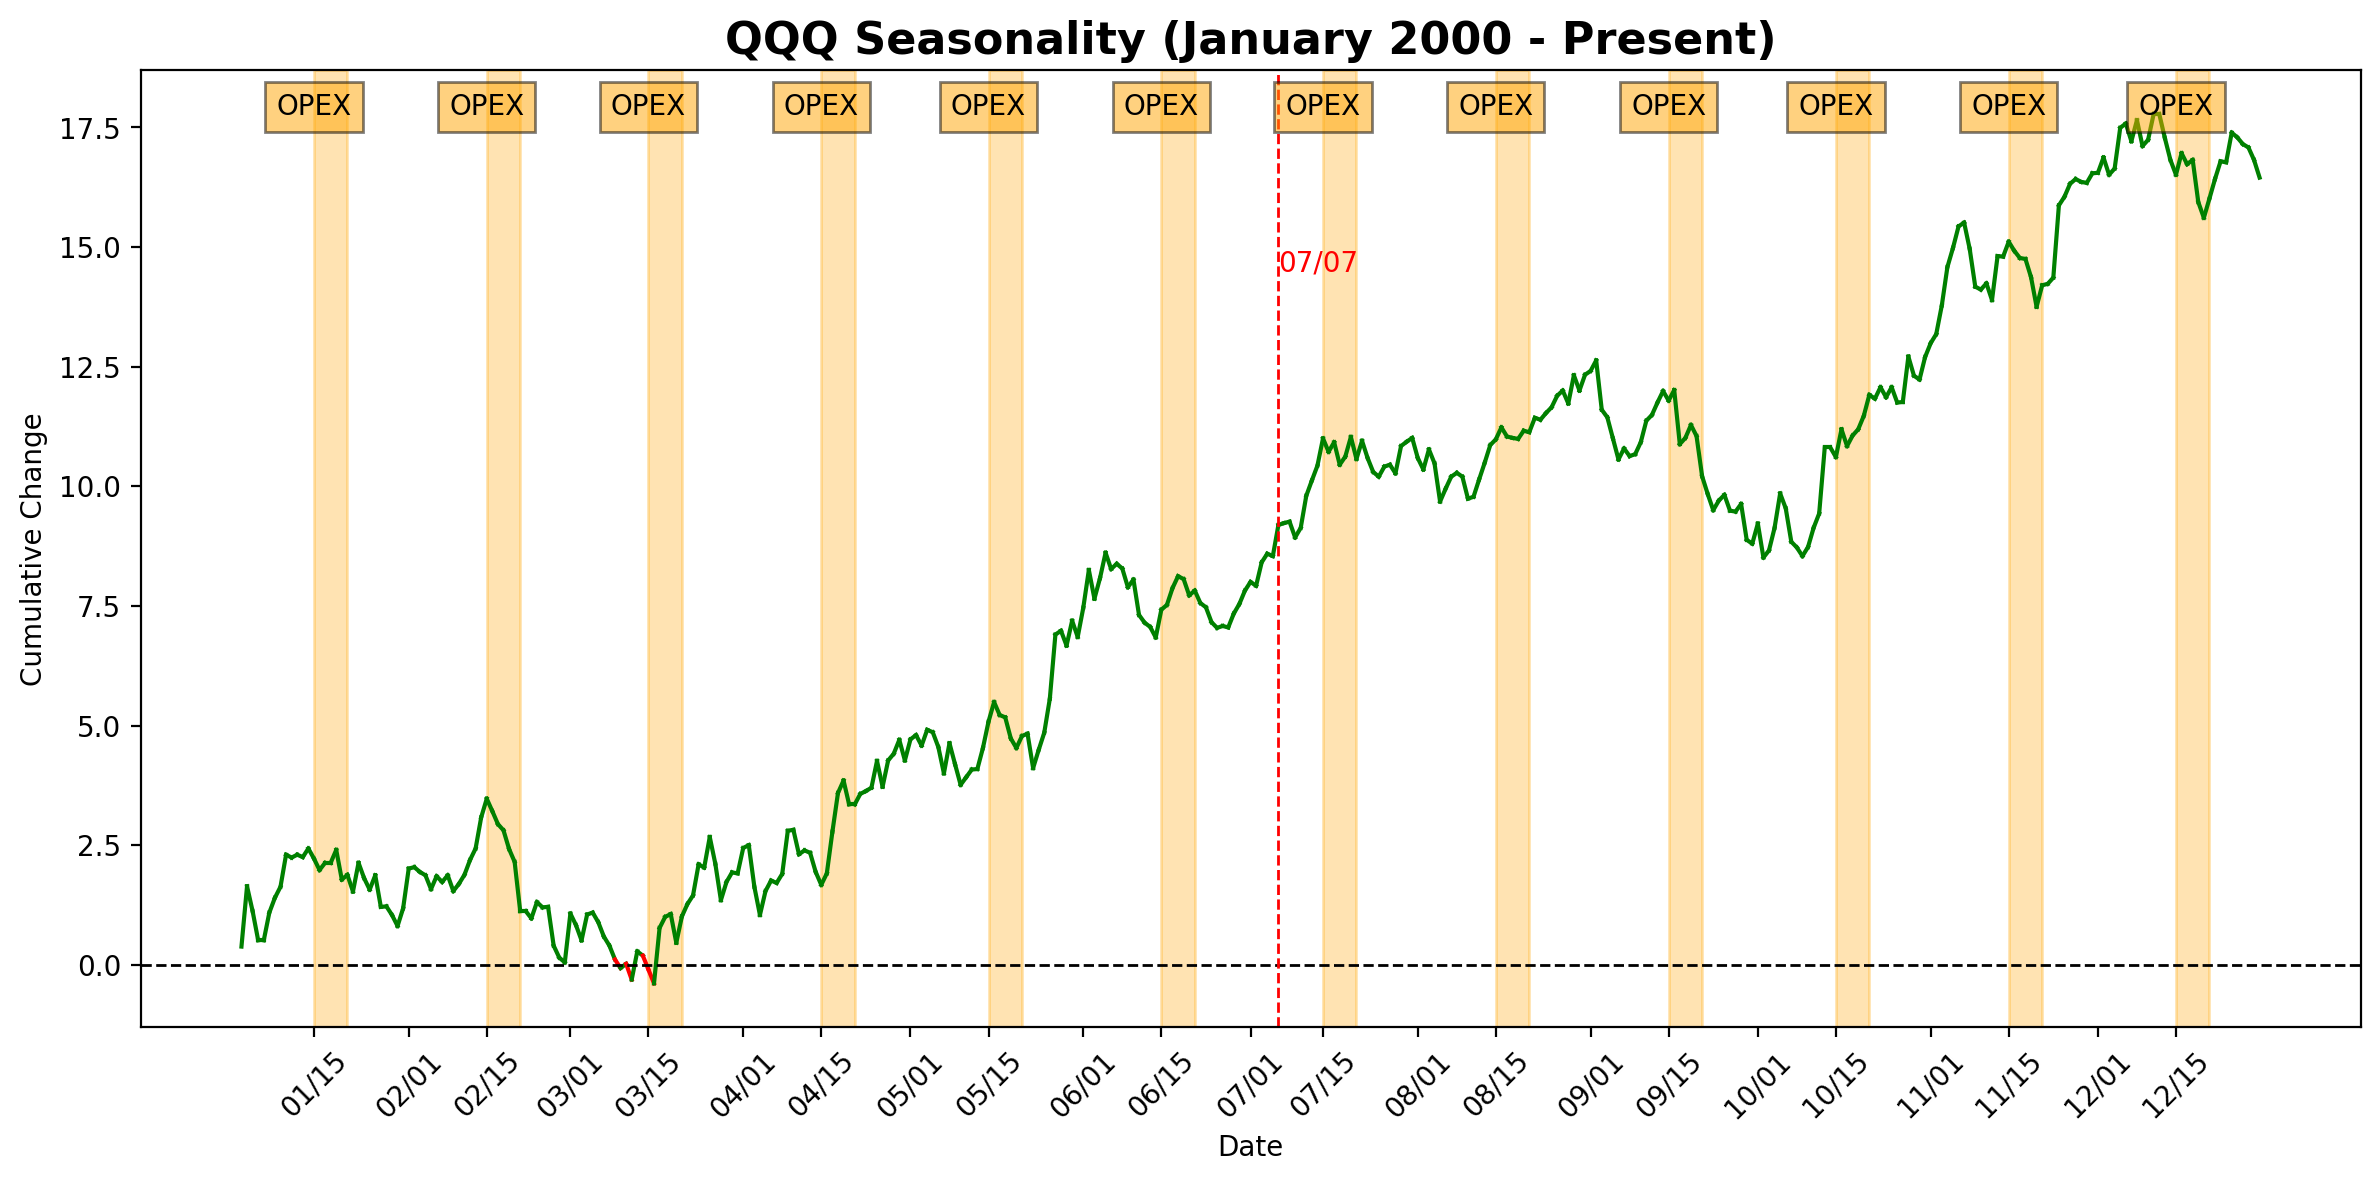 QQQ Seasonality (January 2000 - Present)
OPEX OPEX OPEX OPEX OPEX OPEX OPEX OPEX OPEX OPEX OPEX OPEX
17.5
15.0
12.5
10.0
7.5
5.0
2.5
0.0
Cumulative Change
07/07
01/15 02/01 02/15 03/01 03/15 04/01 04/15 05/01 05/15 06/01 06/15 07/01 07/15 08/01 08/15 09/01 09/15 10/01 10/15 11/01 11/15 12/01 12/15
Date